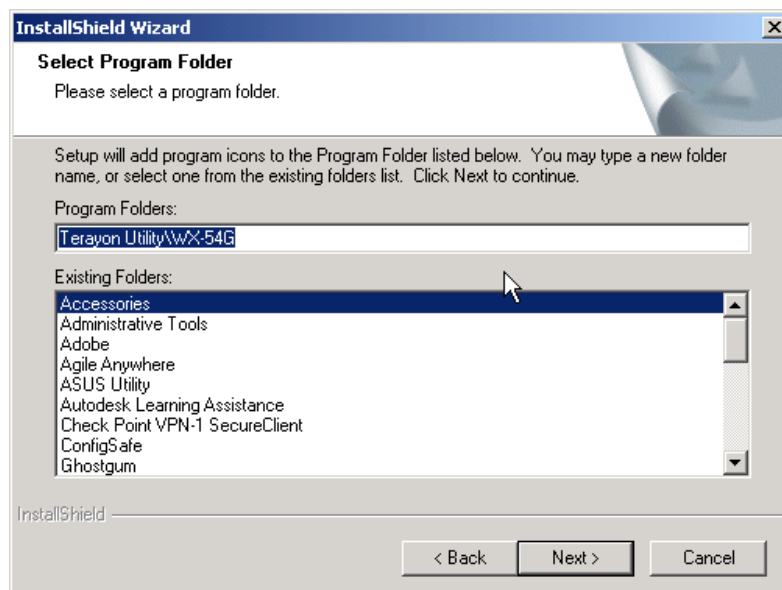 InstallShield Wizard
Select Program Folder
Please select a program folder.
Setup will add program icons to the Program Folder listed below.  You may type a new folder
name, or select one from the existing folders list.  Click Next to continue.
Program Folders:
Terayon Utility\WX-54G
Existing Folders:
Accessories
Administrative Tools
Adobe
Agile Anywhere
ASUS Utility
Autodesk Learning Assistance
Check Point VPN-1 SecureClient
ConfigSafe
Ghostgum
InstallShield
< Back Next > Cancel